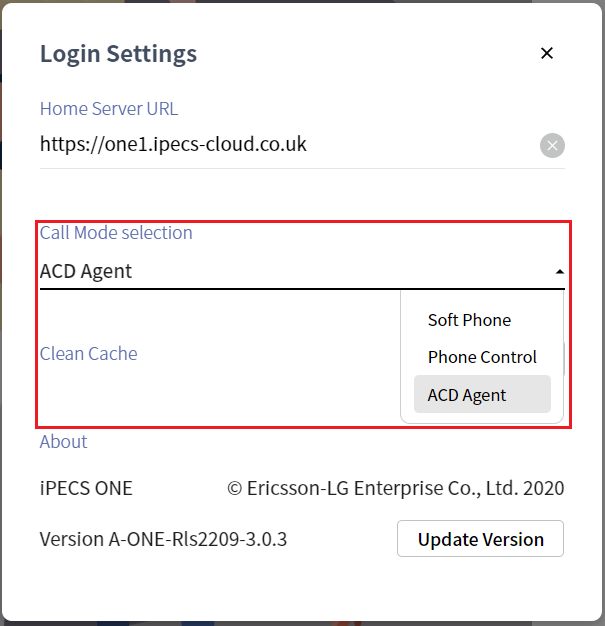 Login Settings
Home Server URL
https://one1.ipecs-cloud.co.uk
Call Mode selection
ACD Agent
Soft Phone
Phone Control
ACD Agent
Clean Cache
About
iPECS ONE © Ericsson-LG Enterprise Co., Ltd. 2020
Version A-ONE-Rls2209-3.0.3 Update Version